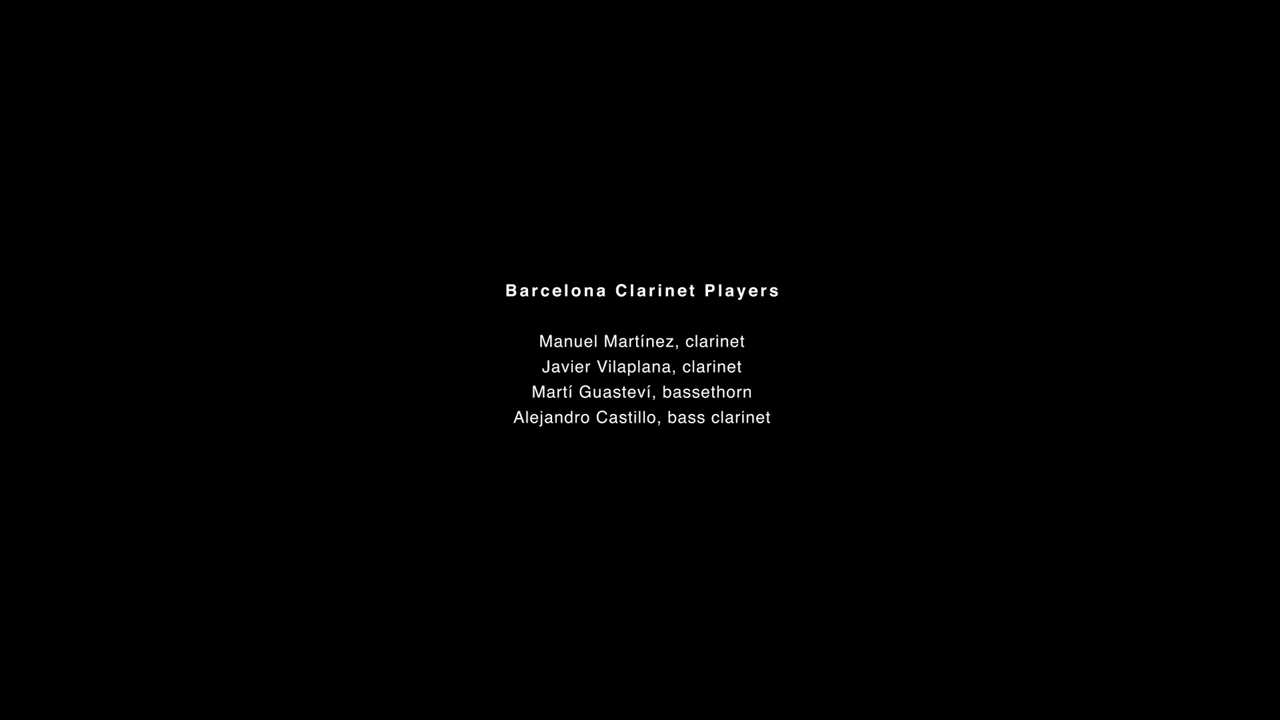 Barcelona Clarinet Players
Manuel Martínez, clarinet
Javier Vilaplana, clarinet
Martí Guasteví, bassethorn
Alejandro Castillo, bass clarinet